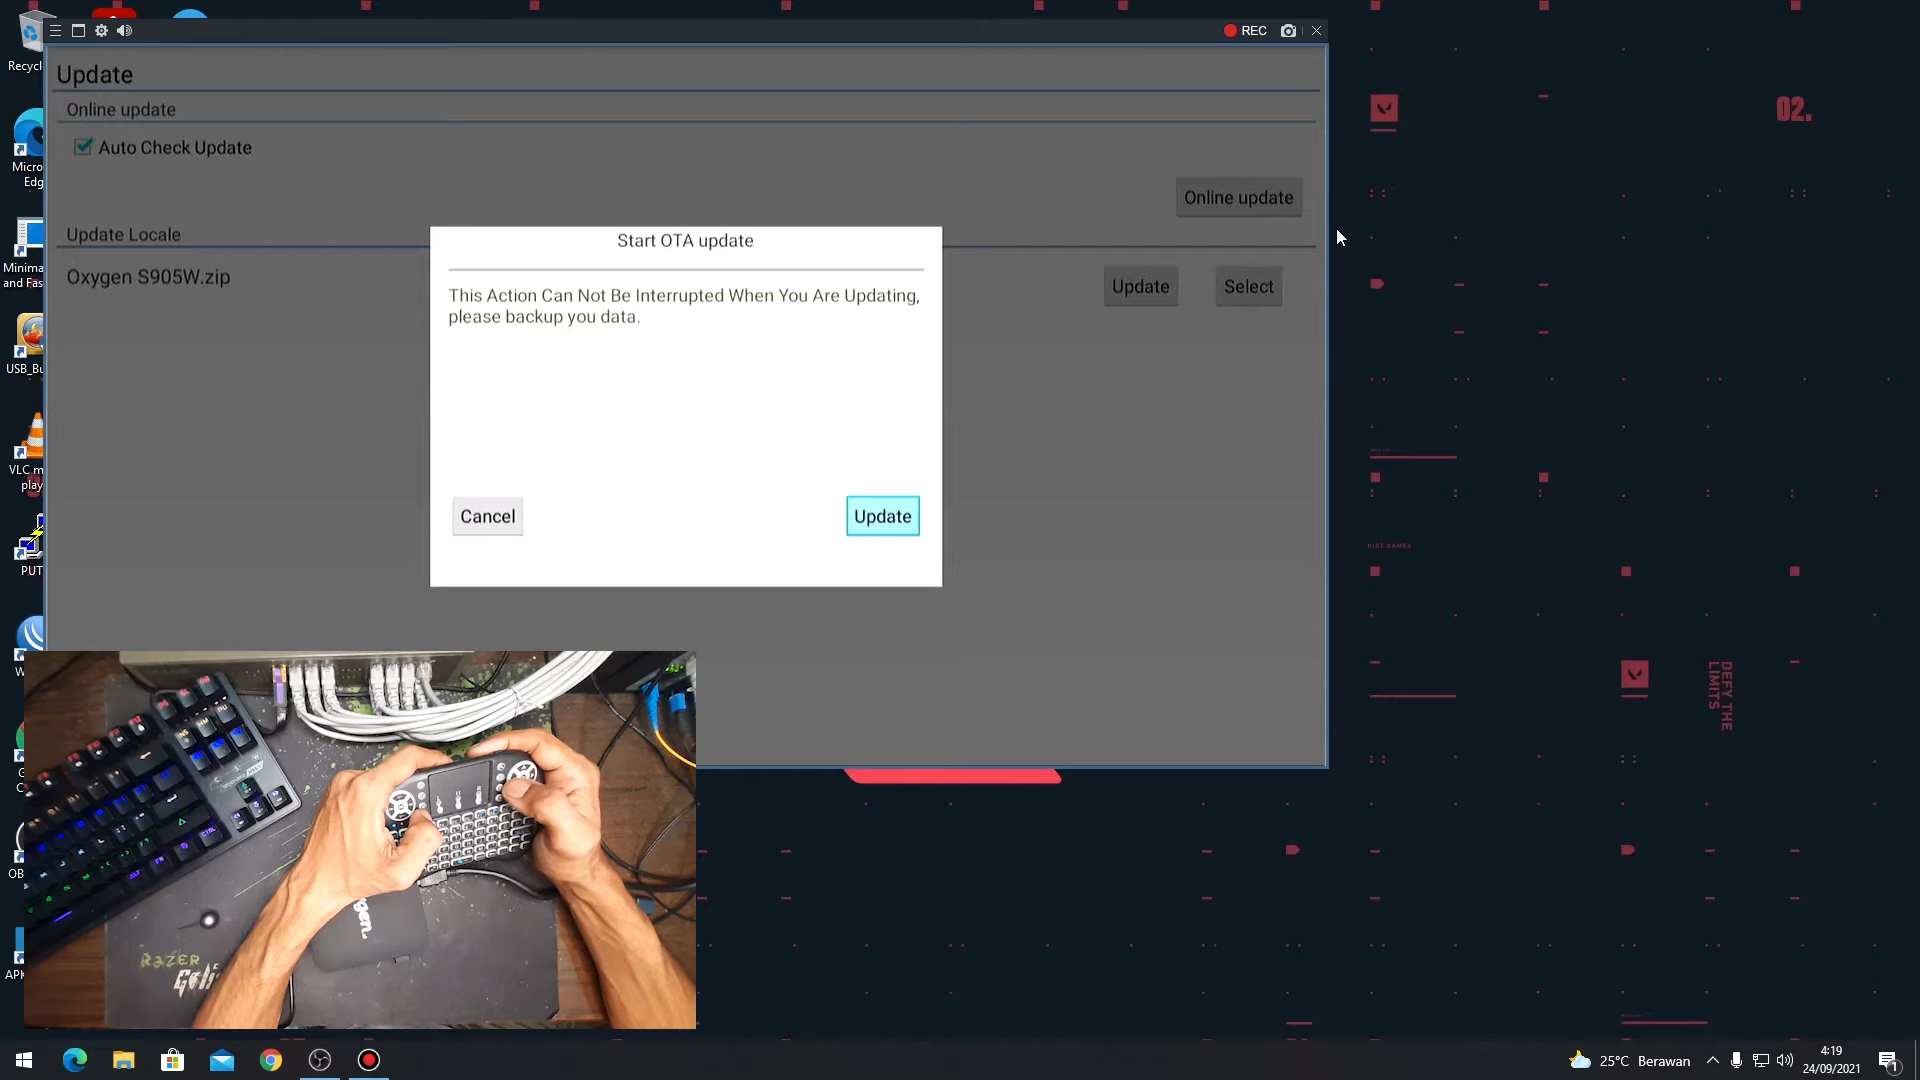 REC
Recycl
Update
Online update
Auto Check Update
Online update
Update Locale
Oxygen S905W.zip
Update
Select
Start OTA update
This Action Can Not Be Interrupted When You Are Updating,
please backup you data.
Cancel
Update
Micro
Edg
Minima
and Fas
USB_Bu
VLC m
play
PUT
W
G
C
OB
APK
02.
RIOT GAMES
DEFY THE
LIMITS
RAZER
25°C Berawan
4:19
24/09/2021
1